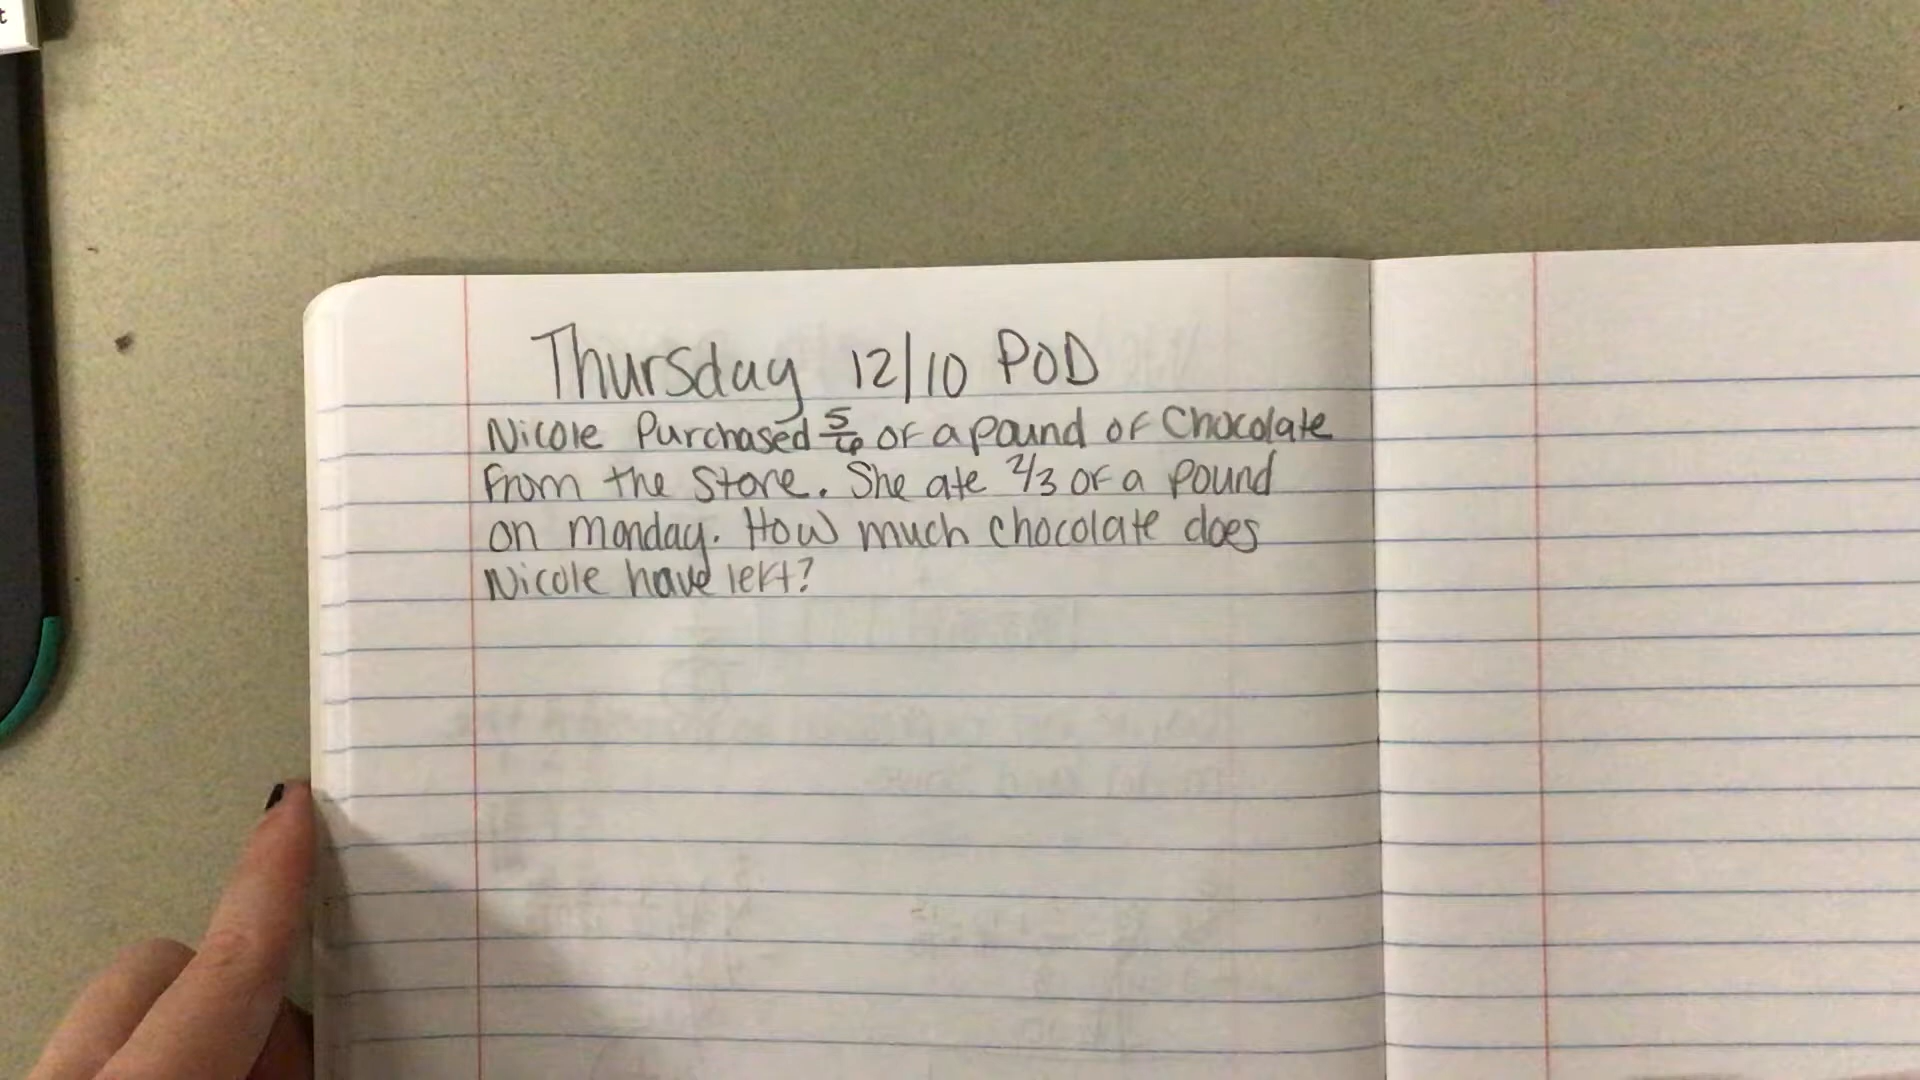 t
Thursday 12/10 POD
Nicole Purchased 5/6 of a pound of Chocolate
From the Store. She ate 2/3 of a pound
on monday. How much chocolate does
Nicole have left?